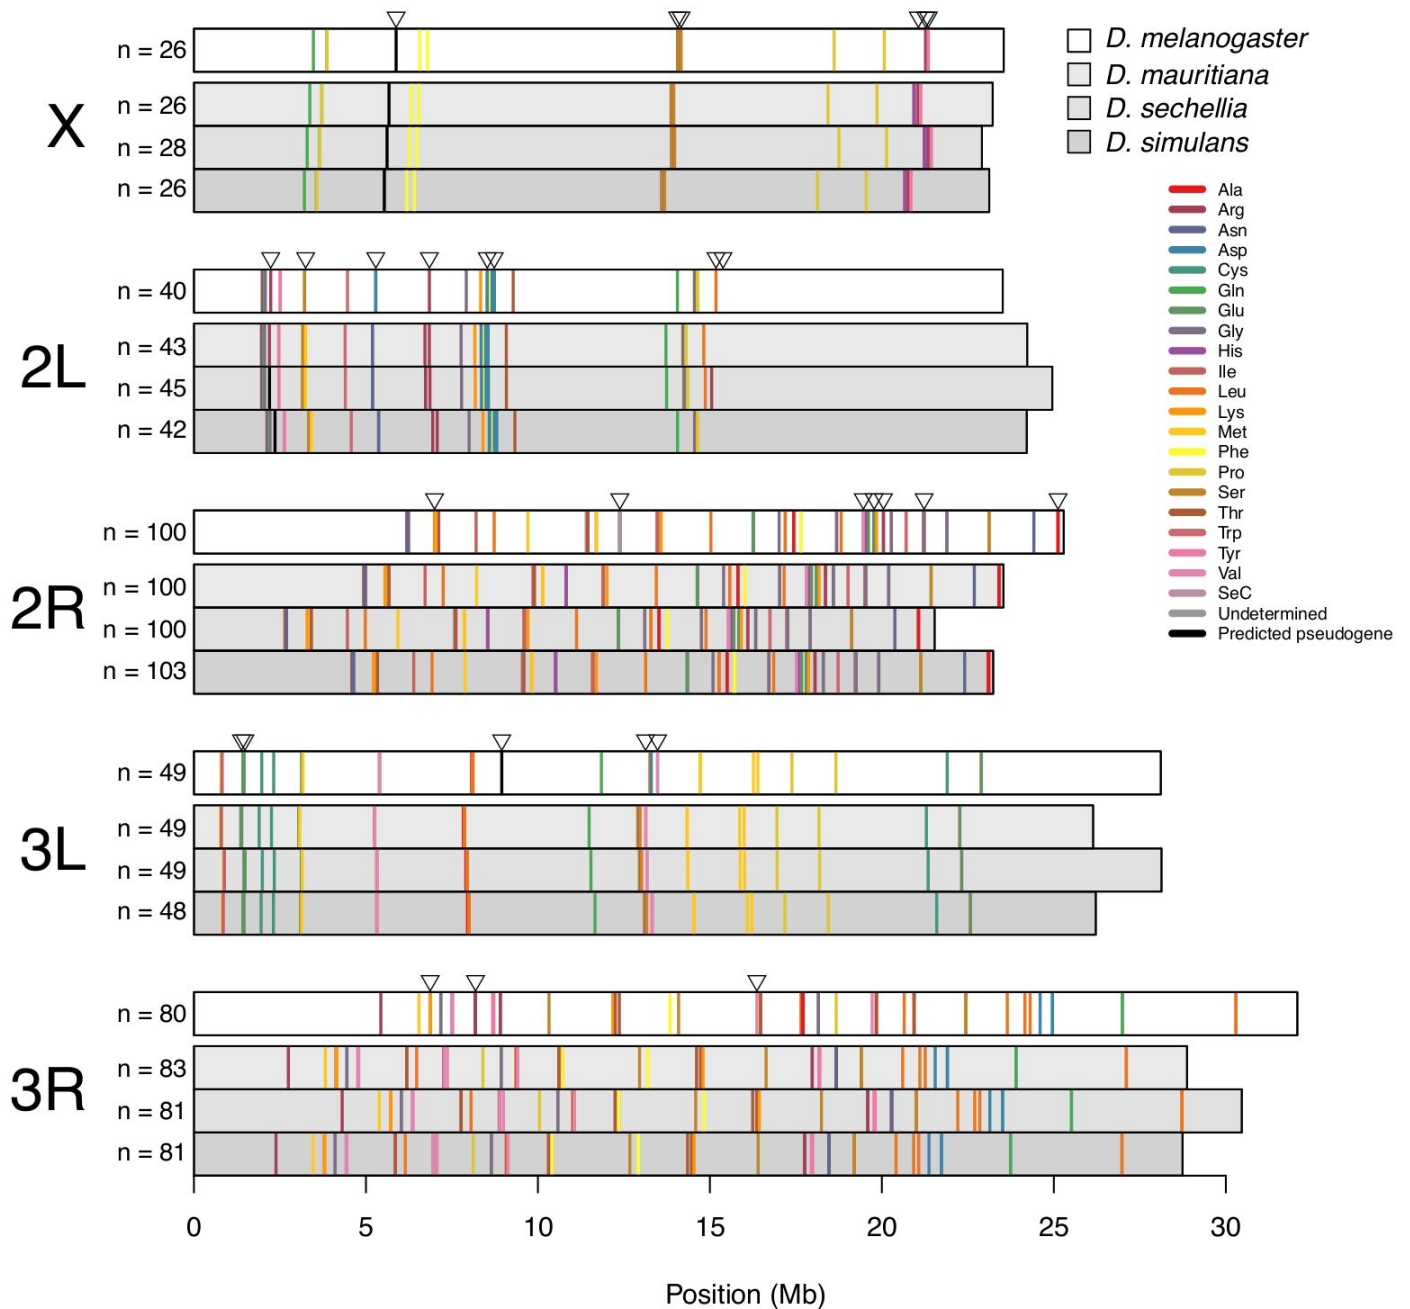 n = 26
D. melanogaster
D. mauritiana
D. sechellia
D. simulans
X
n = 26
n = 28
n = 26
Ala
Arg
Asn
Asp
Cys
Gln
Glu
Gly
His
Ile
Leu
Lys
Met
Phe
Pro
Ser
Thr
Trp
Tyr
Val
SeC
Undetermined
Predicted pseudogene
2L
n = 40
n = 43
n = 45
n = 42
2R
n = 100
n = 100
n = 100
n = 103
3L
n = 49
n = 49
n = 49
n = 48
3R
n = 80
n = 83
n = 81
n = 81
0 5 10 15 20 25 30
Position (Mb)